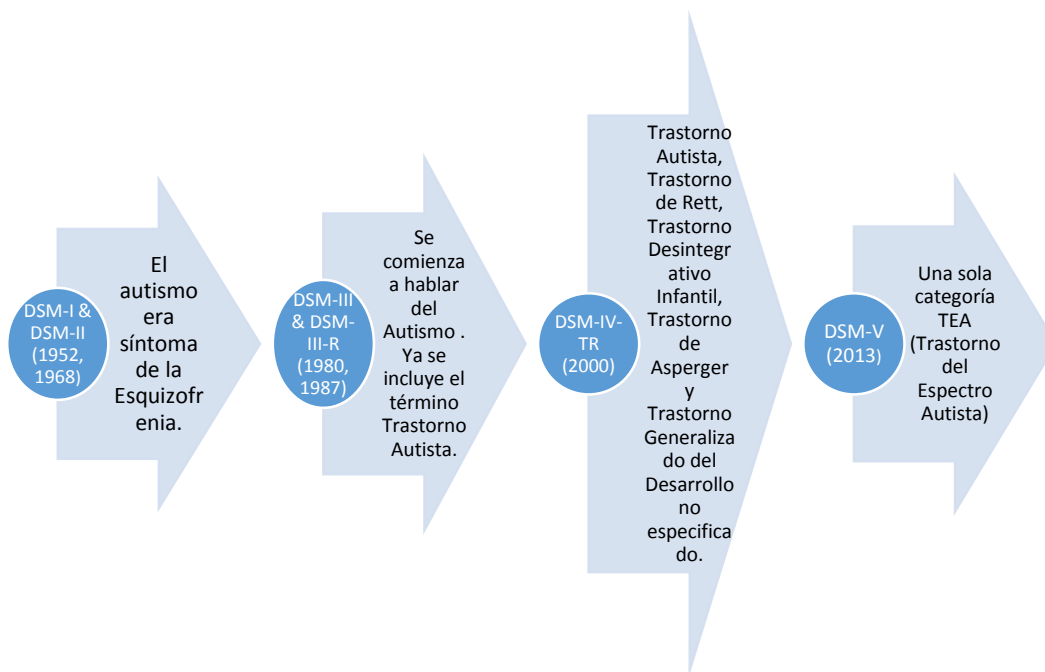 DSM-I &
DSM-II
(1952,
1968)
El
autismo
era
síntoma
de la
Esquizofr
enia.
DSM-III
& DSM-
III-R
(1980,
1987)
Se
comienza
a hablar
del
Autismo .
Ya se
incluye el
término
Trastorno
Autista.
DSM-IV-
TR
(2000)
Trastorno
Autista,
Trastorno
de Rett,
Trastorno
Desintegr
ativo
Infantil,
Trastorno
de
Asperger
y
Trastorno
Generaliza
do del
Desarrollo
no
especifica
do.
DSM-V
(2013)
Una sola
categoría
TEA
(Trastorno
del
Espectro
Autista)